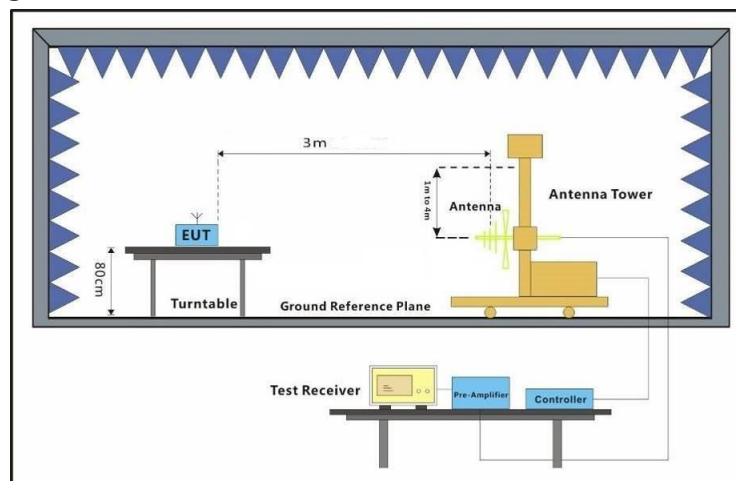 3m
1m to 4m
Antenna
Antenna Tower
EUT
80cm
Turntable
Ground Reference Plane
Test Receiver
Pre-Amplifier
Controller